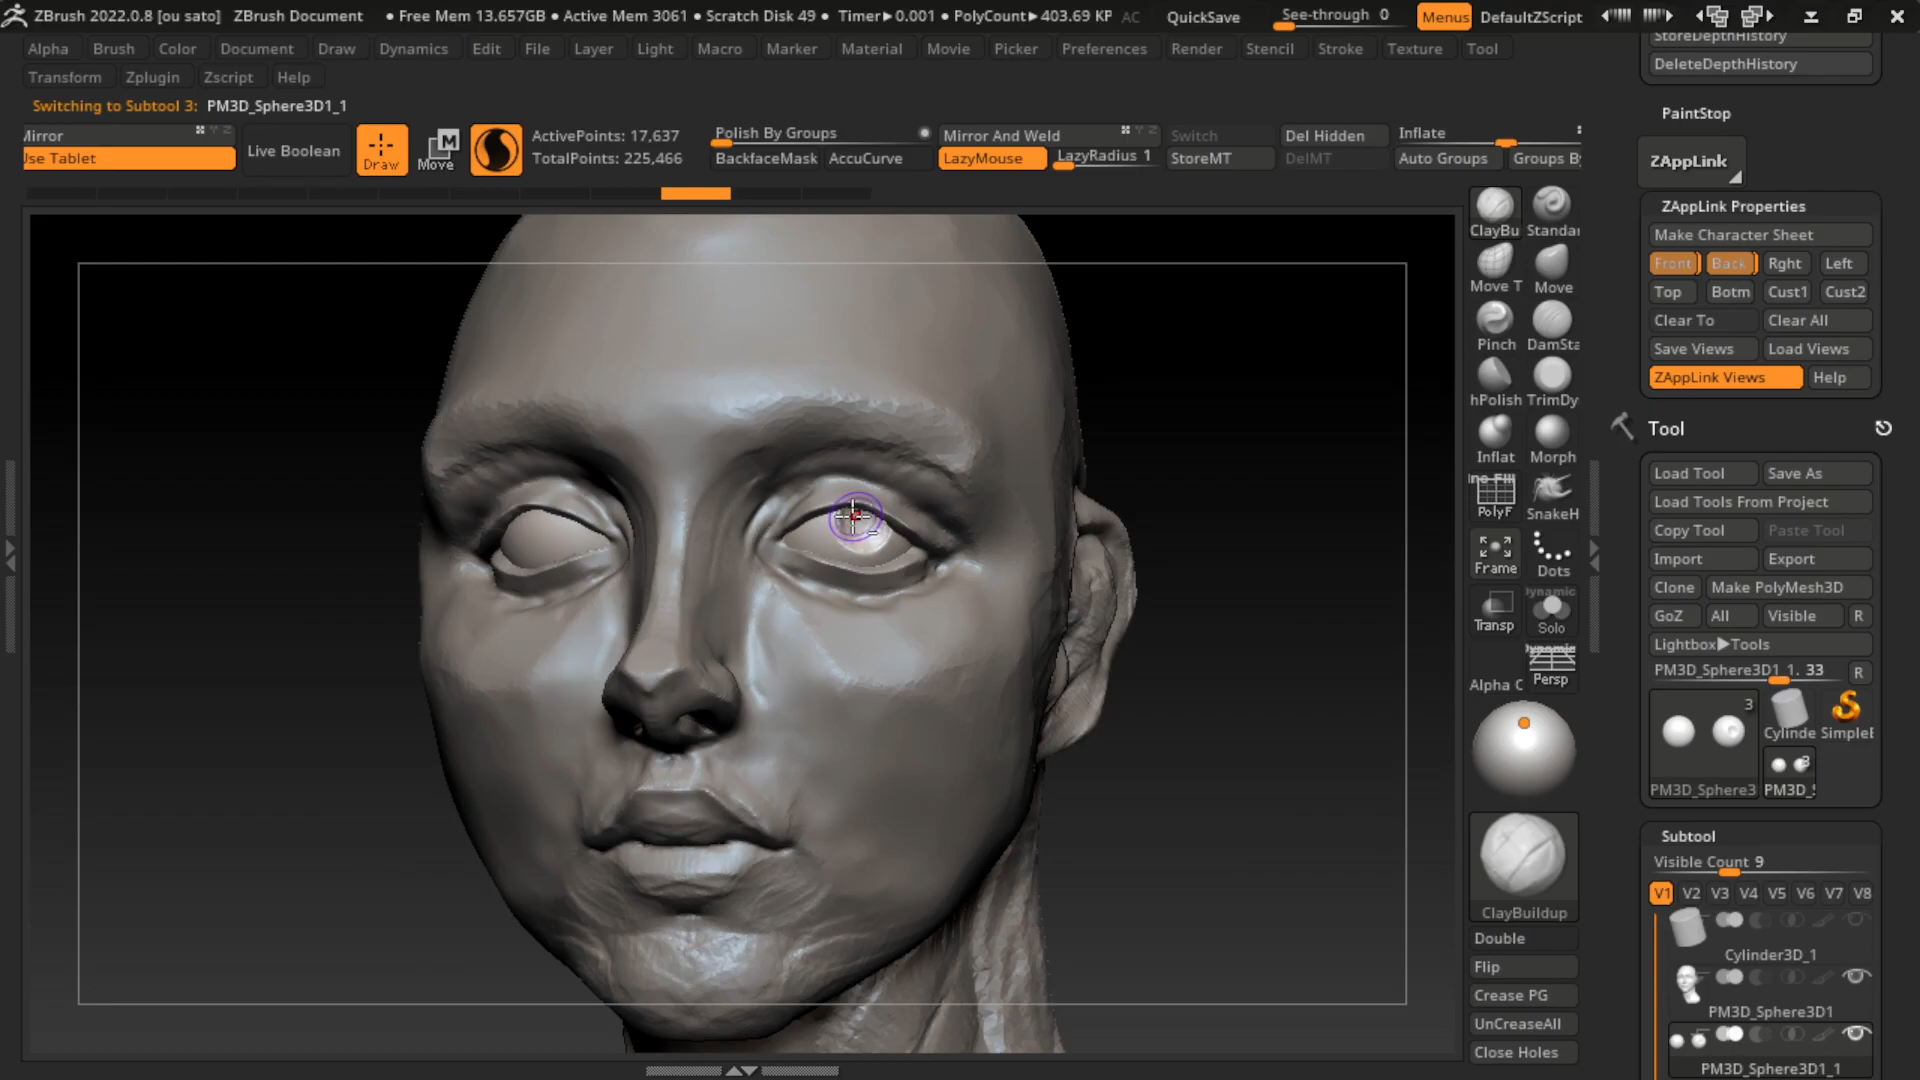 ZBrush 2022.0.8 [ou sato] ZBrush Document • Free Mem 13.657GB • Active Mem 3061 • Scratch Disk 49 • Timer▶0.001 • PolyCount▶403.69 KP AC QuickSave See-through 0 Menus DefaultZScript
Alpha Brush Color Document Draw Dynamics Edit File Layer Light Macro Marker Material Movie Picker Preferences Render Stencil Stroke Texture Tool
Transform Zplugin Zscript Help
Switching to Subtool 3: PM3D_Sphere3D1_1
Mirror
Use Tablet
Live Boolean
Draw
Move
ActivePoints: 17,637
TotalPoints: 225,466
Polish By Groups
BackfaceMask AccuCurve
Mirror And Weld
LazyMouse LazyRadius 1
Switch
StoreMT
Del Hidden
DelMT
Inflate
Auto Groups Groups By
ClayBu Standar
Move T Move
Pinch DamSta
hPolish TrimDy
Inflat Morph
PolyF SnakeH
Frame Dots
Transp Dynamic Solo
Persp
Alpha C
ClayBuildup
Double
Flip
Crease PG
UnCreaseAll
Close Holes
StoreDepthHistory
DeleteDepthHistory
PaintStop
ZAppLink
ZAppLink Properties
Make Character Sheet
Front Back Rght Left
Top Botm Cust1 Cust2
Clear To Clear All
Save Views Load Views
ZAppLink Views Help
Tool
Load Tool Save As
Load Tools From Project
Copy Tool Paste Tool
Import Export
Clone Make PolyMesh3D
GoZ All Visible R
Lightbox▶Tools
PM3D_Sphere3D1_1. 33 R
3
Cylinde SimpleB
3
PM3D_Sphere3 PM3D_S
Subtool
Visible Count 9
V1 V2 V3 V4 V5 V6 V7 V8
Cylinder3D_1
PM3D_Sphere3D1
PM3D_Sphere3D1_1